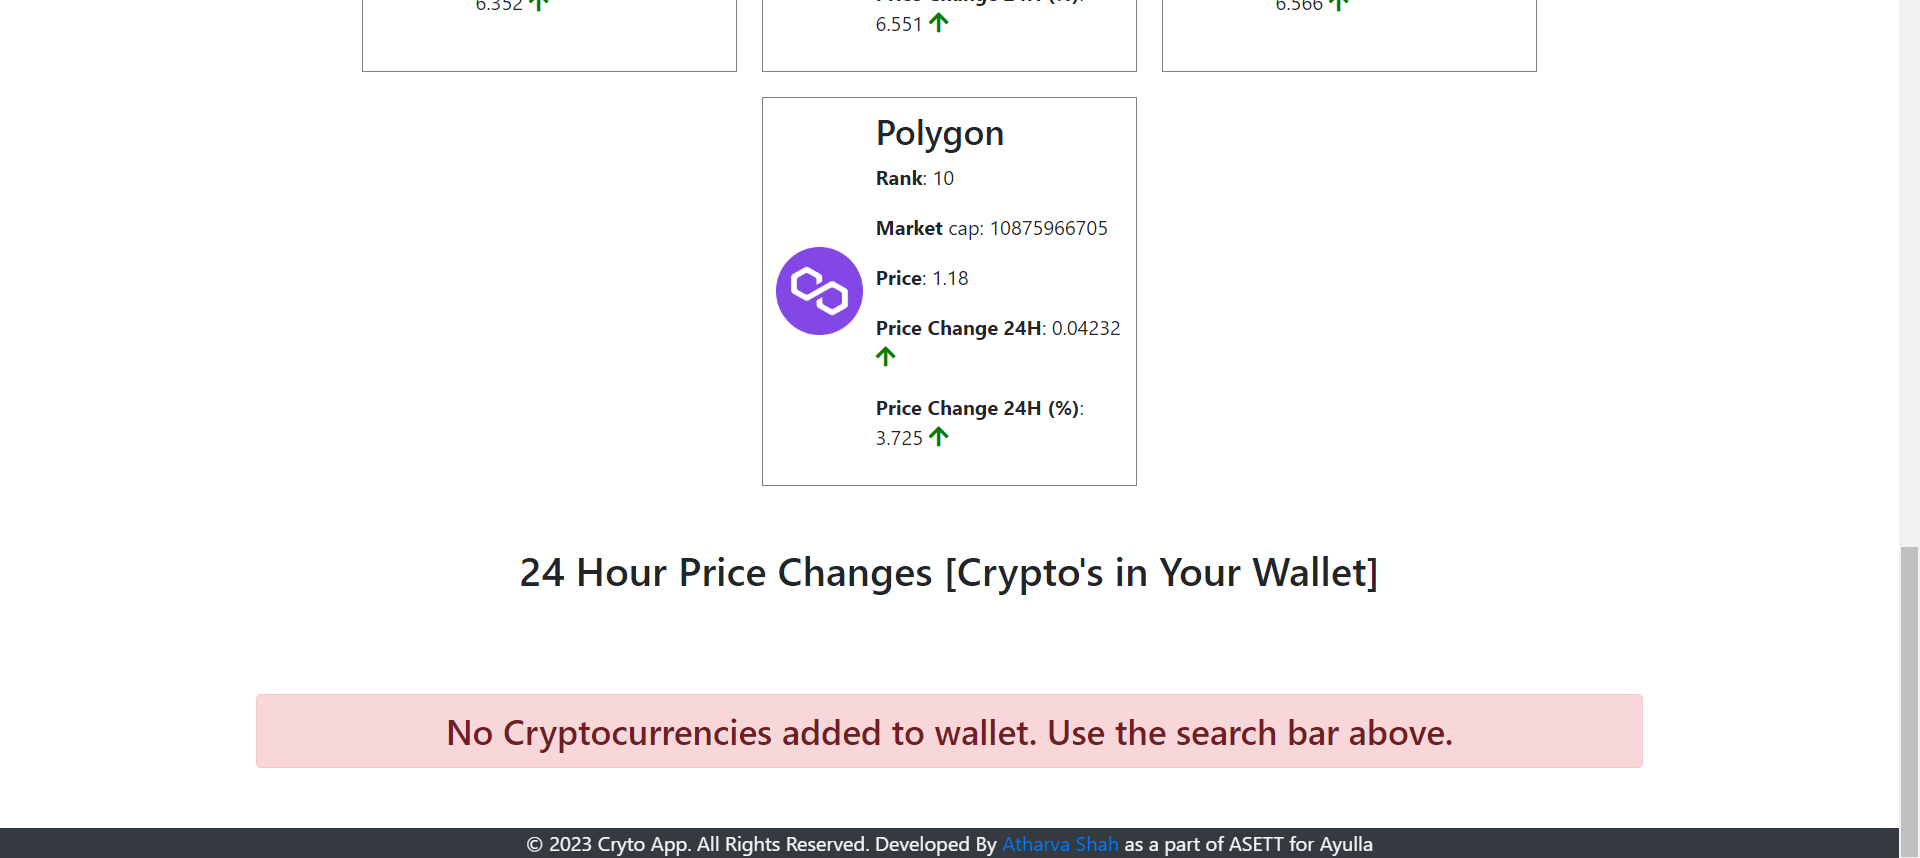 6.352
Price Change 24H (%):
6.551
6.566
Polygon
Rank: 10
Market cap: 10875966705
Price: 1.18
Price Change 24H: 0.04232
Price Change 24H (%):
3.725
24 Hour Price Changes [Crypto's in Your Wallet]
No Cryptocurrencies added to wallet. Use the search bar above.
© 2023 Cryto App. All Rights Reserved. Developed By Atharva Shah as a part of ASETT for Ayulla